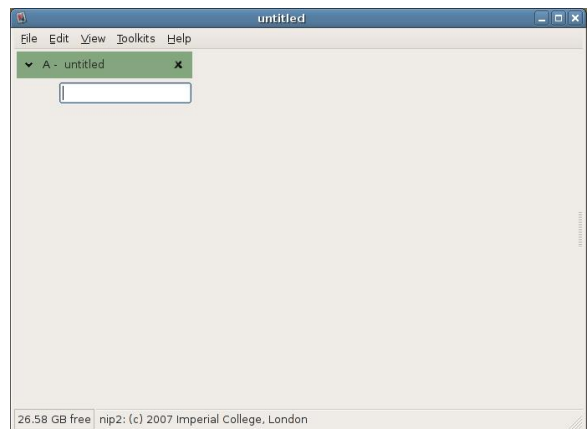 untitled
File Edit View Toolkits Help
A - untitled
26.58 GB free nip2: (c) 2007 Imperial College, London